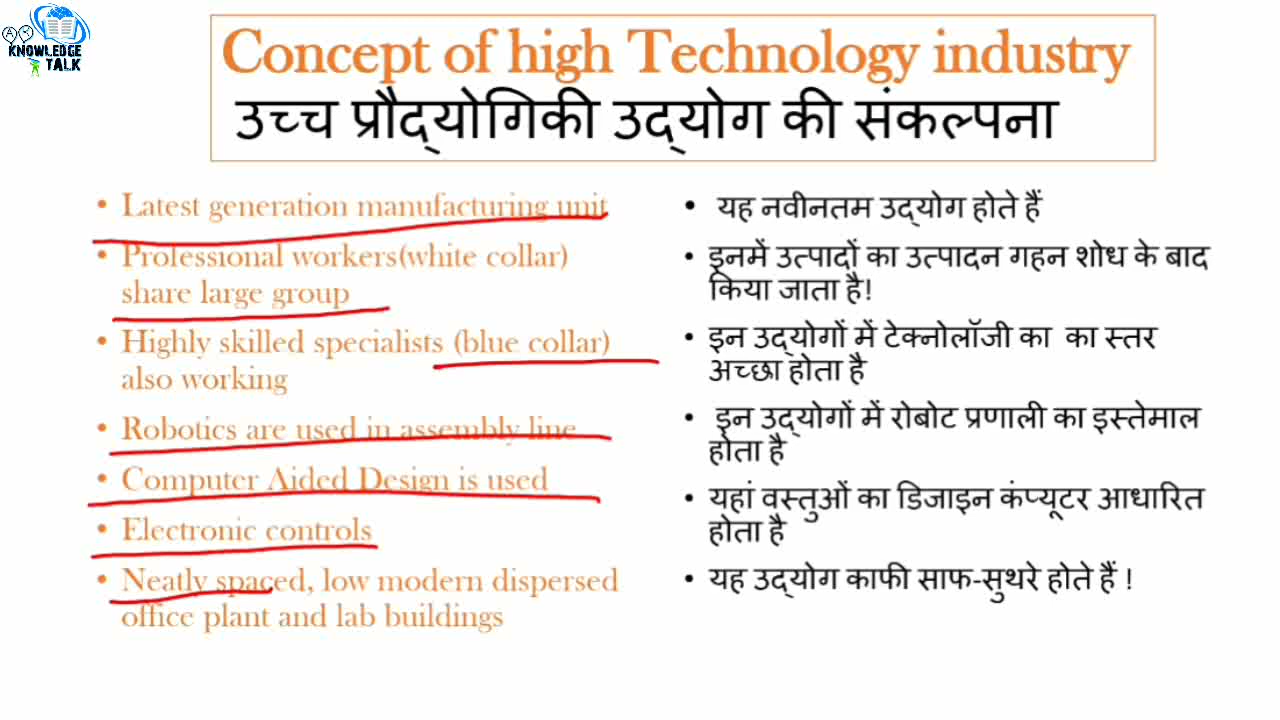 AK
KNOWLEDGE
TALK
Concept of high Technology industry
उच्च प्रौद्योगिकी उद्योग की संकल्पना
• Latest generation manufacturing unit
• Professional workers(white collar)
share large group
• Highly skilled specialists (blue collar)
also working
• Robotics are used in assembly line
• Computer Aided Design is used
• Electronic controls
• Neatly spaced, low modern dispersed
office plant and lab buildings
• यह नवीनतम उद्योग होते हैं
• इनमें उत्पादों का उत्पादन गहन शोध के बाद
किया जाता है!
• इन उद्योगों में टेक्नोलॉजी का का स्तर
अच्छा होता है
• इन उद्योगों में रोबोट प्रणाली का इस्तेमाल
होता है
• यहां वस्तुओं का डिजाइन कंप्यूटर आधारित
होता है
• यह उद्योग काफी साफ-सुथरे होते हैं !